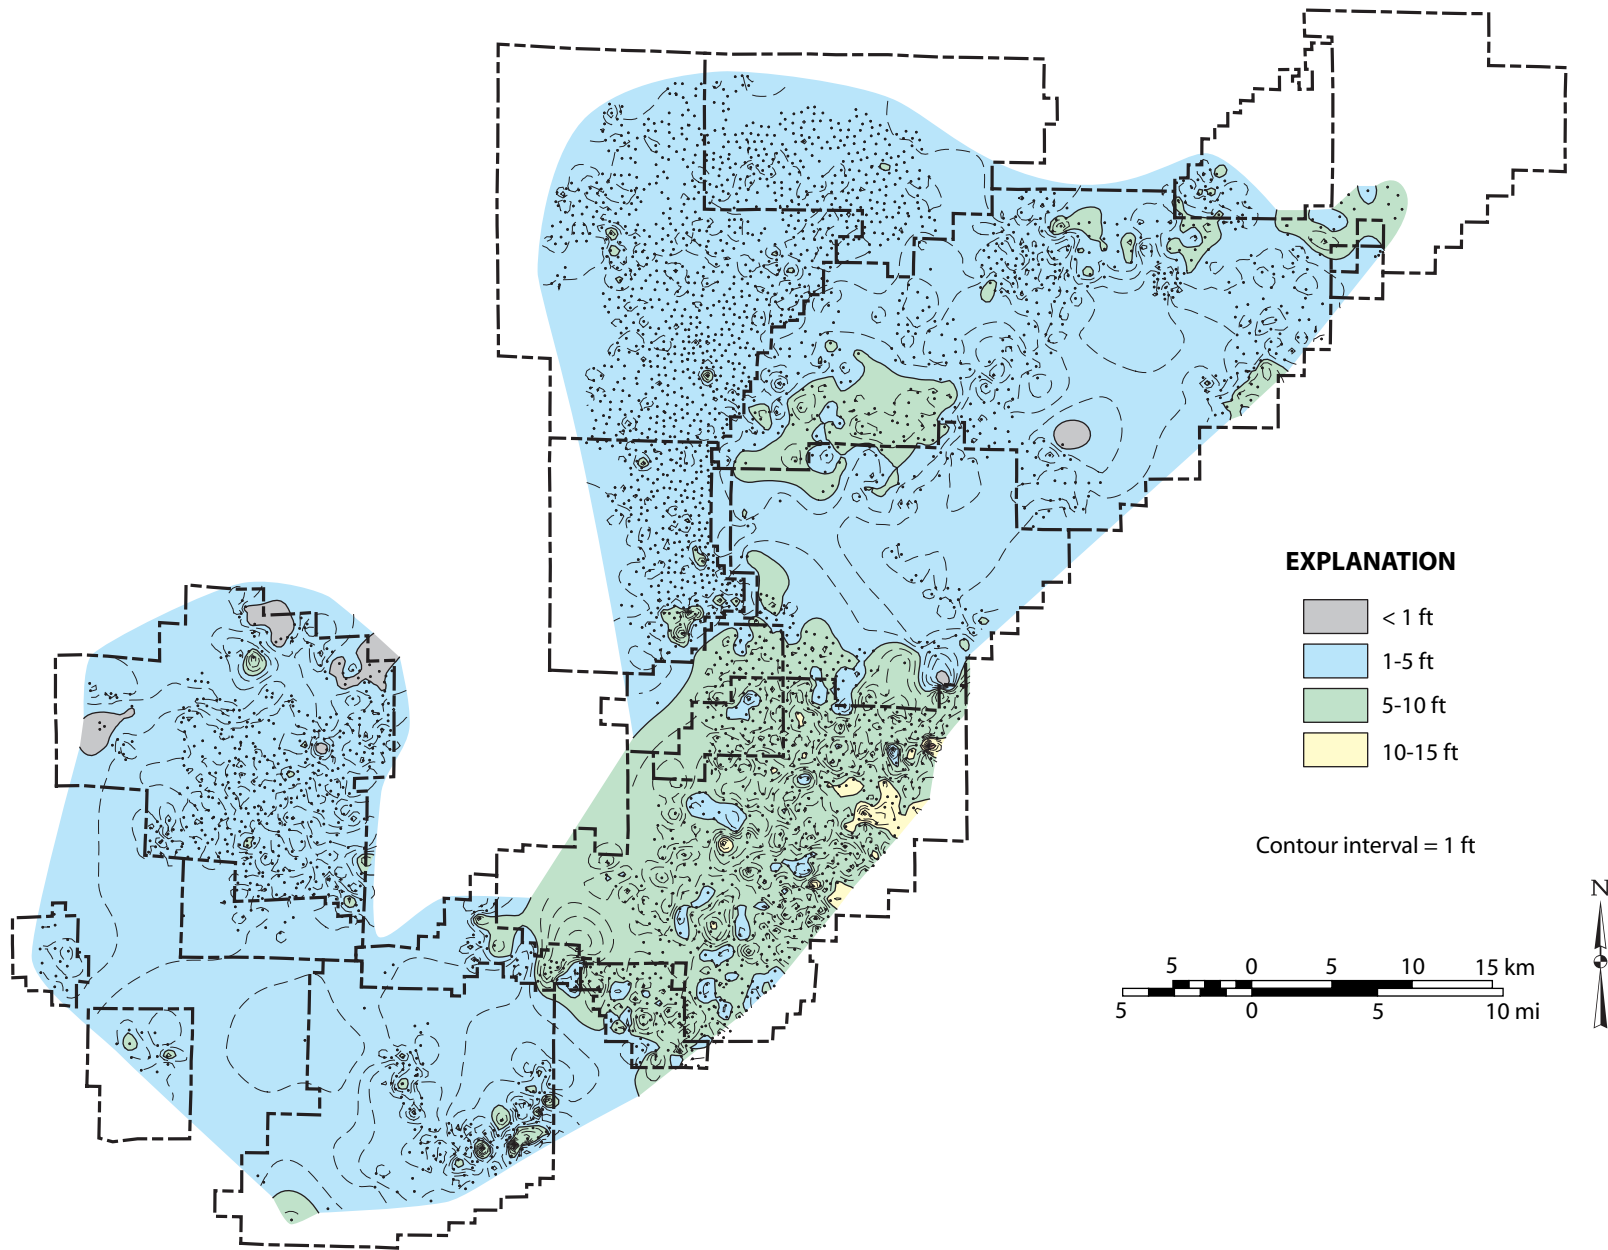 EXPLANATION
< 1 ft
1-5 ft
5-10 ft
10-15 ft
Contour interval = 1 ft
N
5 0 5 10 15 km
5 0 5 10 mi